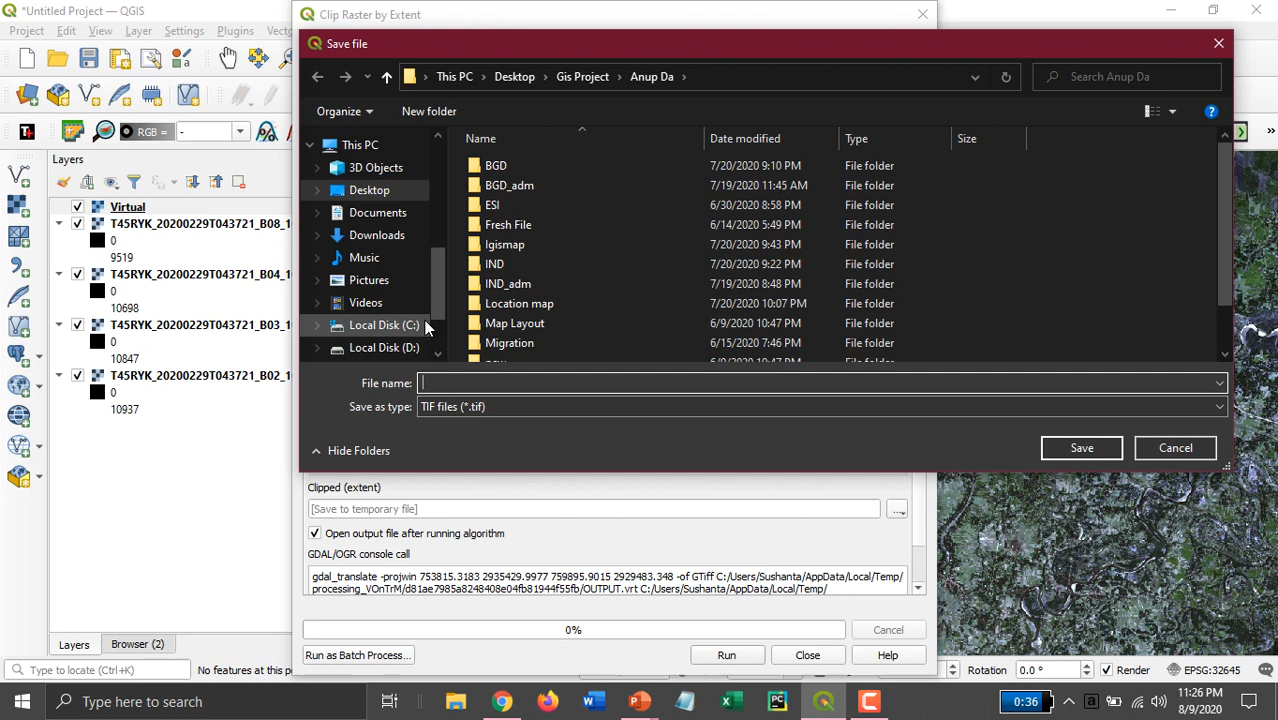 *Untitled Project — QGIS
Clip Raster by Extent
Project Edit View Layer Settings Plugins
Save file
This PC Desktop Gis Project Anup Da
Search Anup Da
Organize New folder
RGB = -
Name Date modified Type Size
Layers
This PC
3D Objects
Desktop
Documents
Downloads
Music
Pictures
Videos
Local Disk (C:)
Local Disk (D:)
BGD 7/20/2020 9:10 PM File folder
BGD_adm 7/19/2020 11:45 AM File folder
ESI 6/30/2020 8:58 PM File folder
Fresh File 6/14/2020 5:49 PM File folder
Igismap 7/20/2020 9:43 PM File folder
IND 7/20/2020 9:22 PM File folder
IND_adm 7/19/2020 8:48 PM File folder
Location map 7/20/2020 10:07 PM File folder
Map Layout 6/9/2020 10:47 PM File folder
Migration 6/15/2020 7:46 PM File folder
Virtual
T45RYK_20200229T043721_B08_1
0
9519
T45RYK_20200229T043721_B04_1
0
10698
T45RYK_20200229T043721_B03_1
0
10847
T45RYK_20200229T043721_B02_1
0
10937
File name:
Save as type: TIF files (*.tif)
Hide Folders Save Cancel
Clipped (extent)
[Save to temporary file] ...
Open output file after running algorithm
GDAL/OGR console call
gdal_translate -projwin 753815.3183 2935429.9977 759895.9015 2929483.348 -of GTiff C:/Users/Sushanta/AppData/Local/Temp/
processing_VOnTrM/d81ae7985a8248408e04fb81944f55fb/OUTPUT.vrt C:/Users/Sushanta/AppData/Local/Temp/
0% Cancel
Run as Batch Process... Run Close Help
Layers Browser (2)
Type to locate (Ctrl+K) No features at this po
Rotation 0.0 ° Render EPSG:32645
Type here to search
0:36
11:26 PM
8/9/2020